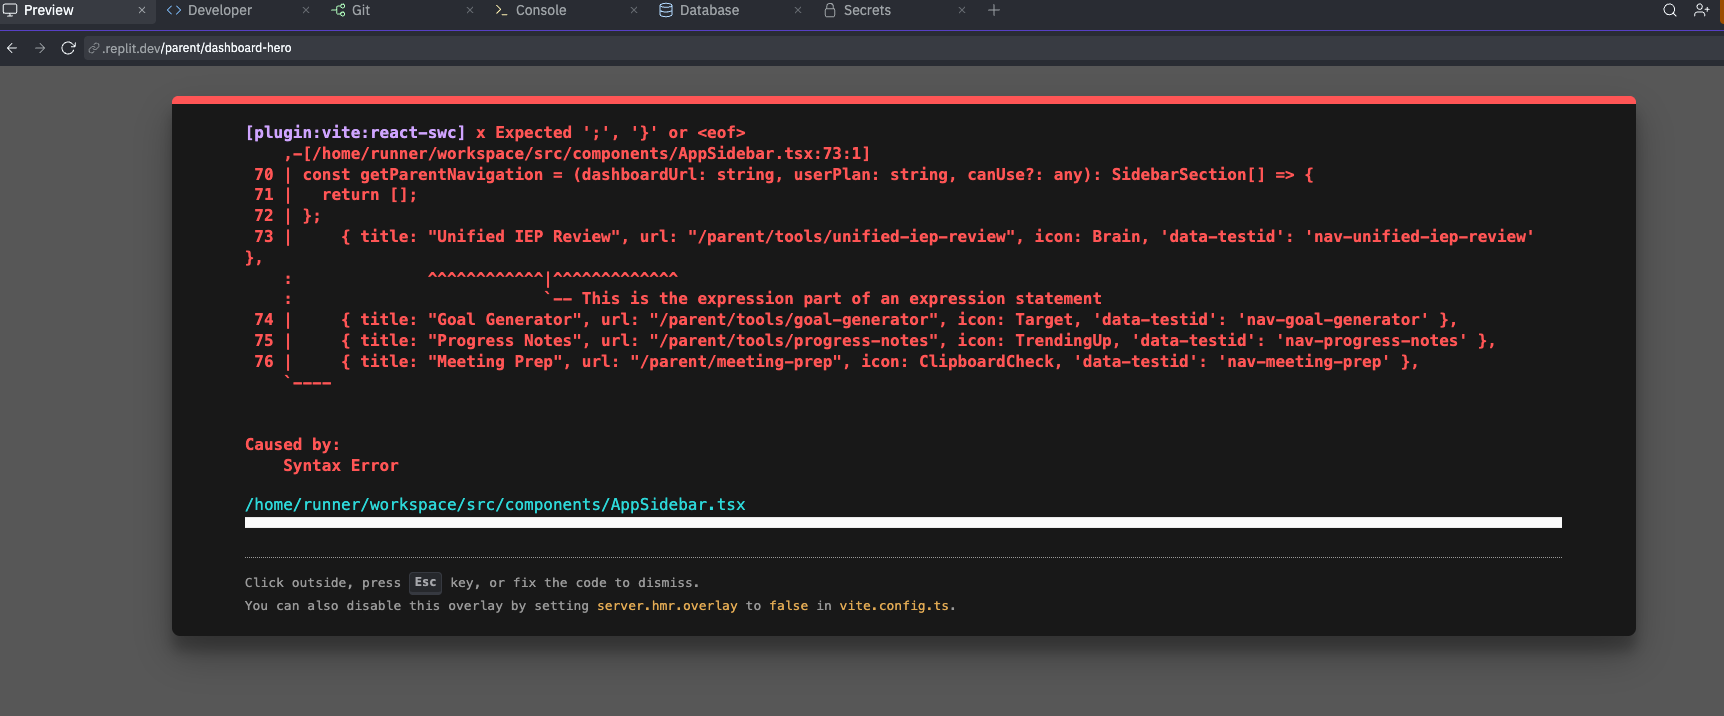 Preview × Developer × Git × Console × Database × Secrets × +
.replit.dev/parent/dashboard-hero
[plugin:vite:react-swc] x Expected ';', '}' or <eof>
,-[/home/runner/workspace/src/components/AppSidebar.tsx:73:1]
70 | const getParentNavigation = (dashboardUrl: string, userPlan: string, canUse?: any): SidebarSection[] => {
71 |   return [];
72 | };
73 |     { title: "Unified IEP Review", url: "/parent/tools/unified-iep-review", icon: Brain, 'data-testid': 'nav-unified-iep-review'
},
:              ^^^^^^^^^^^^|^^^^^^^^^^^^^
:                          `-- This is the expression part of an expression statement
74 |     { title: "Goal Generator", url: "/parent/tools/goal-generator", icon: Target, 'data-testid': 'nav-goal-generator' },
75 |     { title: "Progress Notes", url: "/parent/tools/progress-notes", icon: TrendingUp, 'data-testid': 'nav-progress-notes' },
76 |     { title: "Meeting Prep", url: "/parent/meeting-prep", icon: ClipboardCheck, 'data-testid': 'nav-meeting-prep' },
`----
Caused by:
Syntax Error
/home/runner/workspace/src/components/AppSidebar.tsx
Click outside, press Esc key, or fix the code to dismiss.
You can also disable this overlay by setting server.hmr.overlay to false in vite.config.ts.